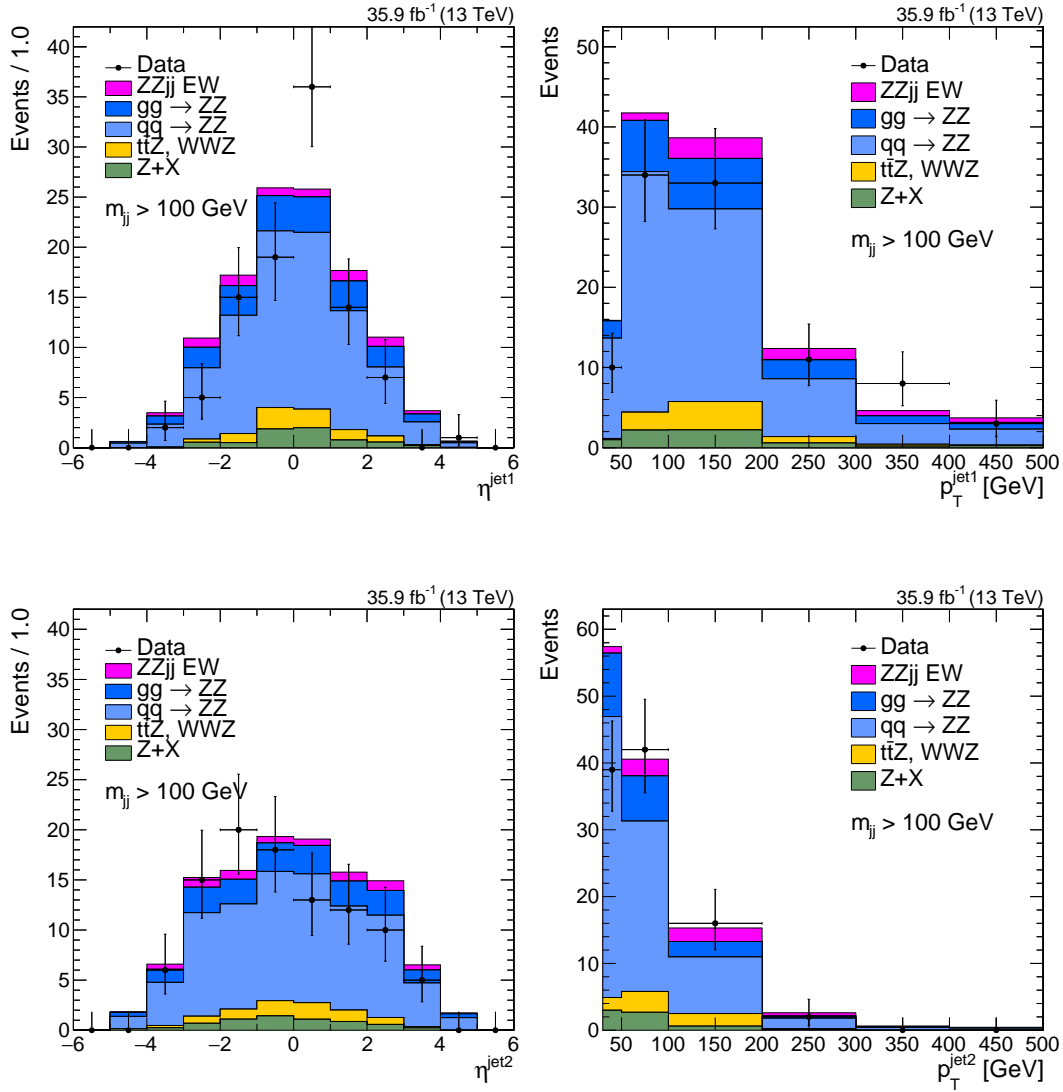 35.9 fb⁻¹ (13 TeV)
Events / 1.0
Data
ZZjj EW
gg → ZZ
qq → ZZ
tt̄Z, WWZ
Z+X
m_jj > 100 GeV
40
35
30
25
20
15
10
5
0
−6 −4 −2 0 2 4 6
η^jet1
35.9 fb⁻¹ (13 TeV)
Events
Data
ZZjj EW
gg → ZZ
qq → ZZ
tt̄Z, WWZ
Z+X
m_jj > 100 GeV
50
40
30
20
10
0
50 100 150 200 250 300 350 400 450 500
p_T^jet1 [GeV]
35.9 fb⁻¹ (13 TeV)
Events / 1.0
Data
ZZjj EW
gg → ZZ
qq → ZZ
tt̄Z, WWZ
Z+X
m_jj > 100 GeV
40
35
30
25
20
15
10
5
0
−6 −4 −2 0 2 4 6
η^jet2
35.9 fb⁻¹ (13 TeV)
Events
Data
ZZjj EW
gg → ZZ
qq → ZZ
tt̄Z, WWZ
Z+X
m_jj > 100 GeV
60
50
40
30
20
10
0
50 100 150 200 250 300 350 400 450 500
p_T^jet2 [GeV]